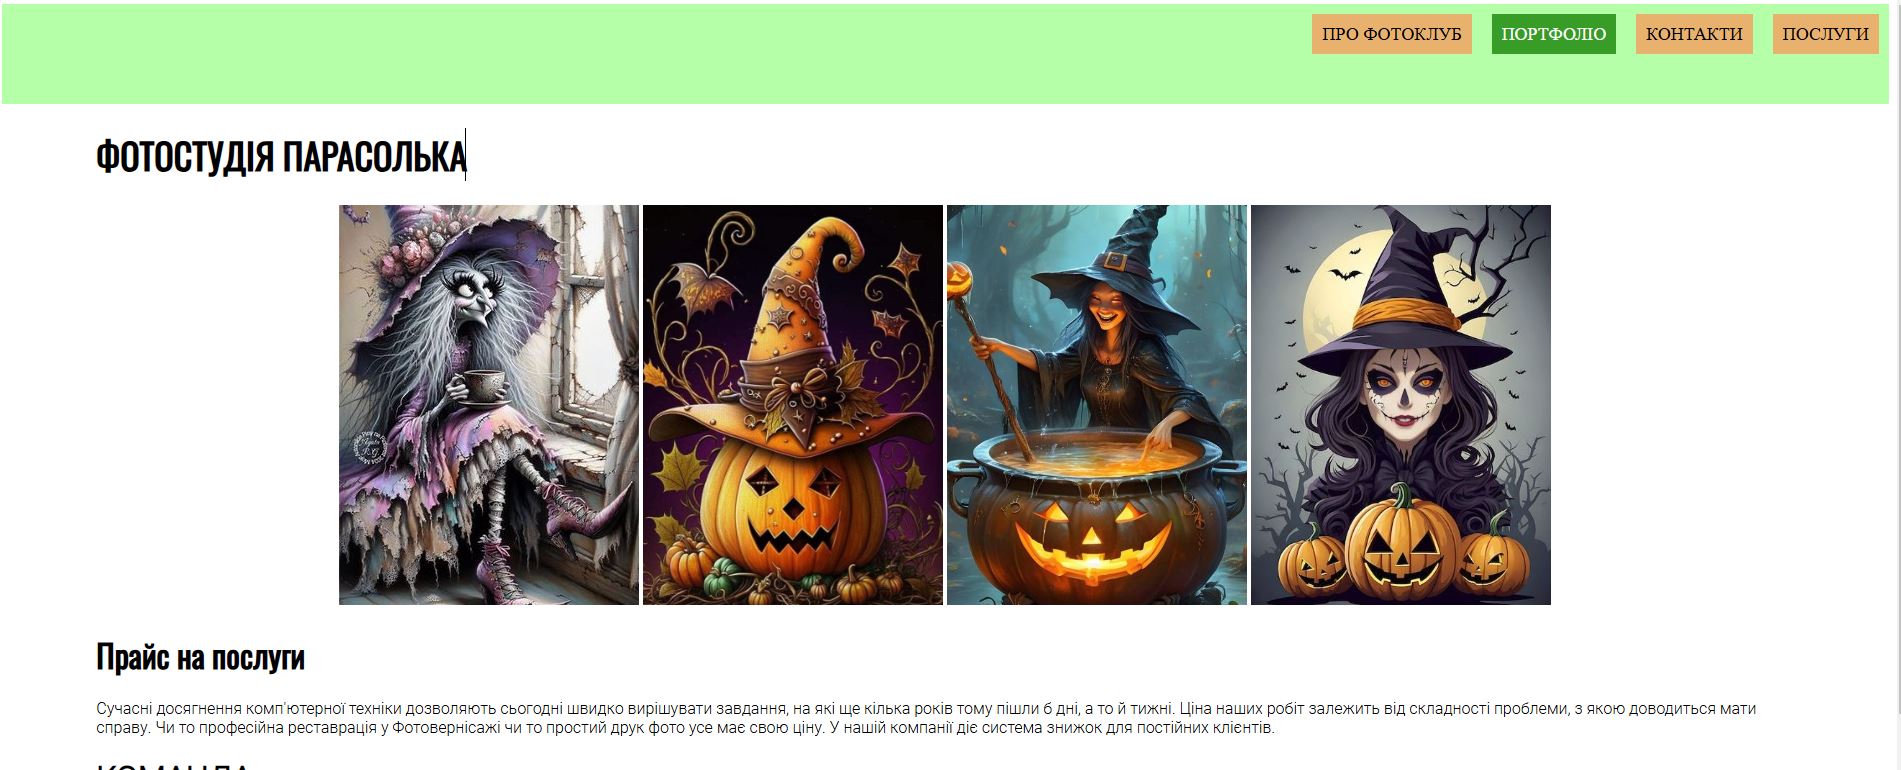 ПРО ФОТОКЛУБ
ПОРТФОЛІО
КОНТАКТИ
ПОСЛУГИ
ФОТОСТУДІЯ ПАРАСОЛЬКА
Прайс на послуги
Сучасні досягнення комп'ютерної техніки дозволяють сьогодні швидко вирішувати завдання, на які ще кілька років тому пішли б дні, а то й тижні. Ціна наших робіт залежить від складності проблеми, з якою доводиться мати
справу. Чи то професійна реставрація у Фотовернісажі чи то простий друк фото усе має свою ціну. У нашій компанії діє система знижок для постійних клієнтів.
КОМАНДА